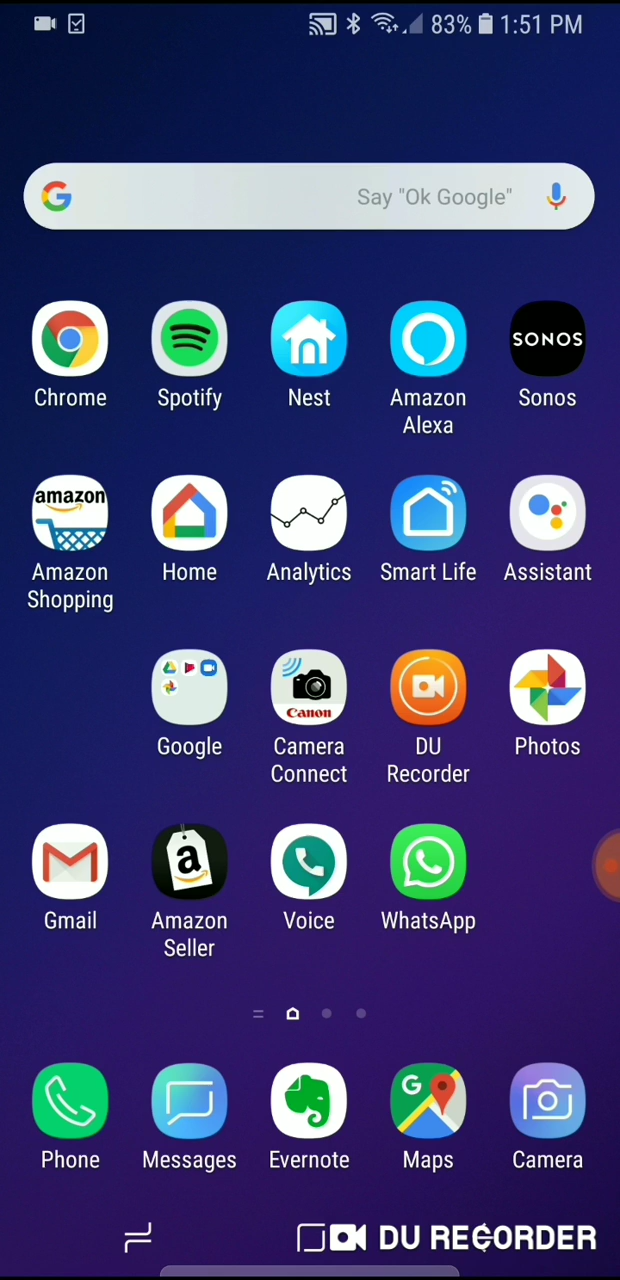 83% 1:51 PM
Say "Ok Google"
SONOS
Chrome Spotify Nest Amazon Alexa Sonos
amazon
Amazon Shopping Home Analytics Smart Life Assistant
Canon
Google Camera Connect DU Recorder Photos
a
Gmail Amazon Seller Voice WhatsApp
G
Phone Messages Evernote Maps Camera
DU RECORDER